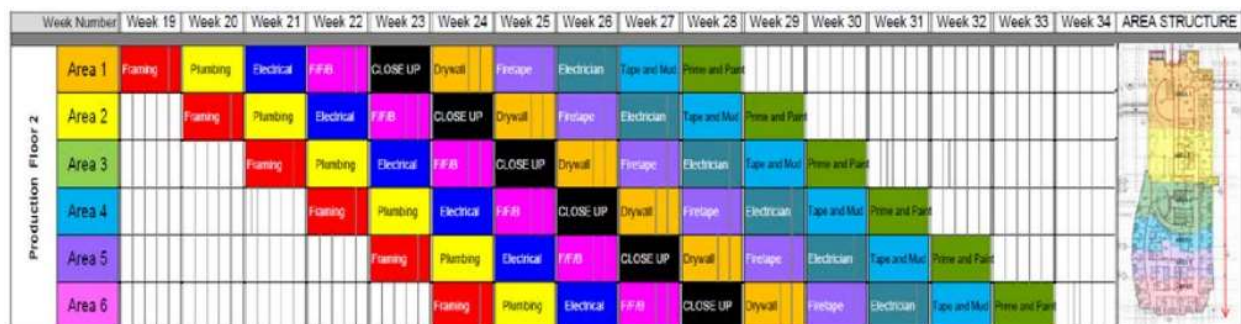 Week Number Week 19 Week 20 Week 21 Week 22 Week 23 Week 24 Week 25 Week 26 Week 27 Week 28 Week 29 Week 30 Week 31 Week 32 Week 33 Week 34 AREA STRUCTURE
Production Floor 2
Area 1 Framing Plumbing Electrical F/F/B CLOSE UP Drywall Firetape Electrician Tape and Mud Prime and Paint
Area 2 Framing Plumbing Electrical F/F/B CLOSE UP Drywall Firetape Electrician Tape and Mud Prime and Paint
Area 3 Framing Plumbing Electrical F/F/B CLOSE UP Drywall Firetape Electrician Tape and Mud Prime and Paint
Area 4 Framing Plumbing Electrical F/F/B CLOSE UP Drywall Firetape Electrician Tape and Mud Prime and Paint
Area 5 Framing Plumbing Electrical F/F/B CLOSE UP Drywall Firetape Electrician Tape and Mud Prime and Paint
Area 6 Framing Plumbing Electrical F/F/B CLOSE UP Drywall Firetape Electrician Tape and Mud Prime and Paint